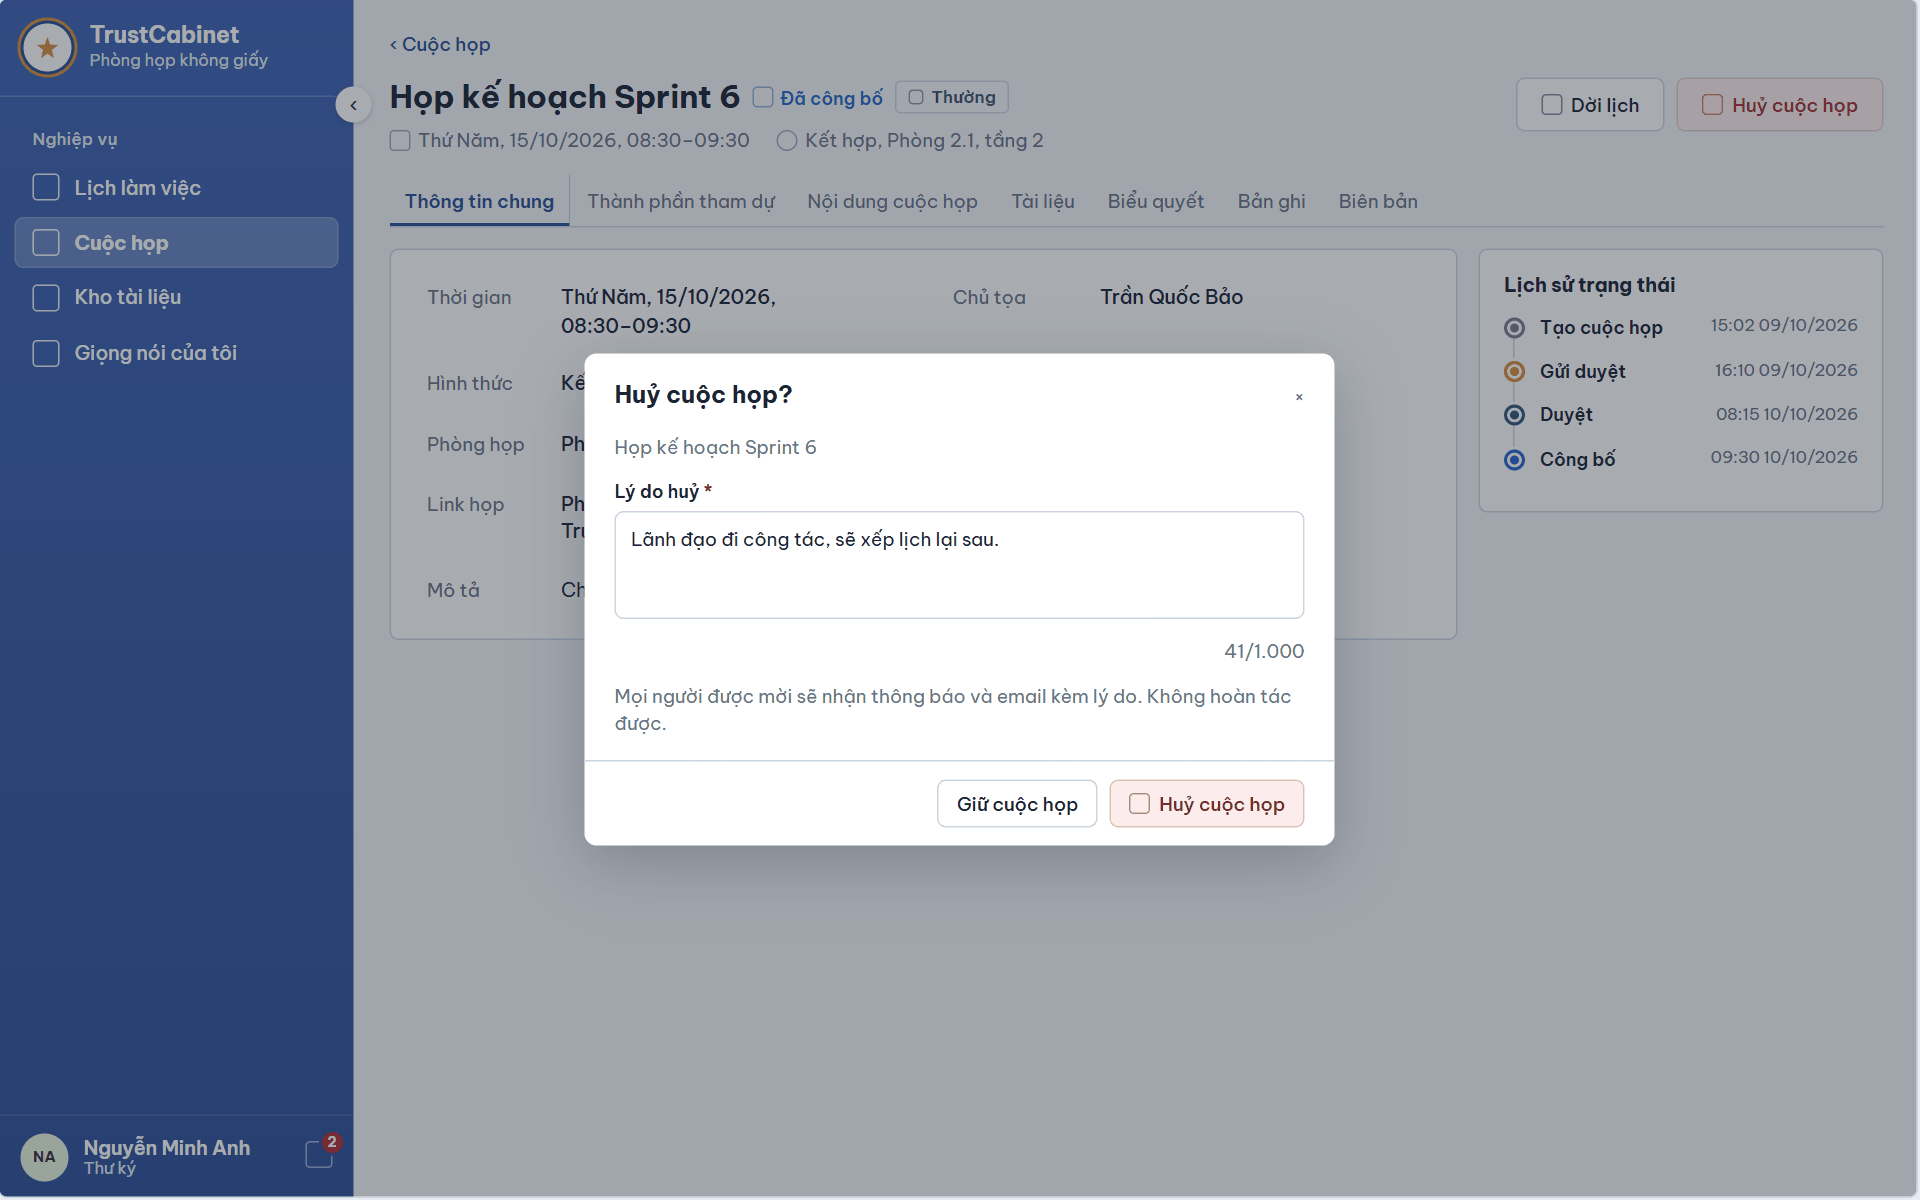 TrustCabinet
Phòng họp không giấy
Nghiệp vụ
Lịch làm việc
Cuộc họp
Kho tài liệu
Giọng nói của tôi
NA
Nguyễn Minh Anh
Thư ký
2
‹ Cuộc họp
Họp kế hoạch Sprint 6
Đã công bố
Thường
Thứ Năm, 15/10/2026, 08:30–09:30
Kết hợp, Phòng 2.1, tầng 2
Dời lịch
Huỷ cuộc họp
Thông tin chung
Thành phần tham dự
Nội dung cuộc họp
Tài liệu
Biểu quyết
Bản ghi
Biên bản
Thời gian
Thứ Năm, 15/10/2026,
08:30–09:30
Chủ tọa
Trần Quốc Bảo
Hình thức
Phòng họp
Link họp
Mô tả
Lịch sử trạng thái
Tạo cuộc họp
15:02 09/10/2026
Gửi duyệt
16:10 09/10/2026
Duyệt
08:15 10/10/2026
Công bố
09:30 10/10/2026
Huỷ cuộc họp?
×
Họp kế hoạch Sprint 6
Lý do huỷ *
Lãnh đạo đi công tác, sẽ xếp lịch lại sau.
41/1.000
Mọi người được mời sẽ nhận thông báo và email kèm lý do. Không hoàn tác
được.
Giữ cuộc họp
Huỷ cuộc họp